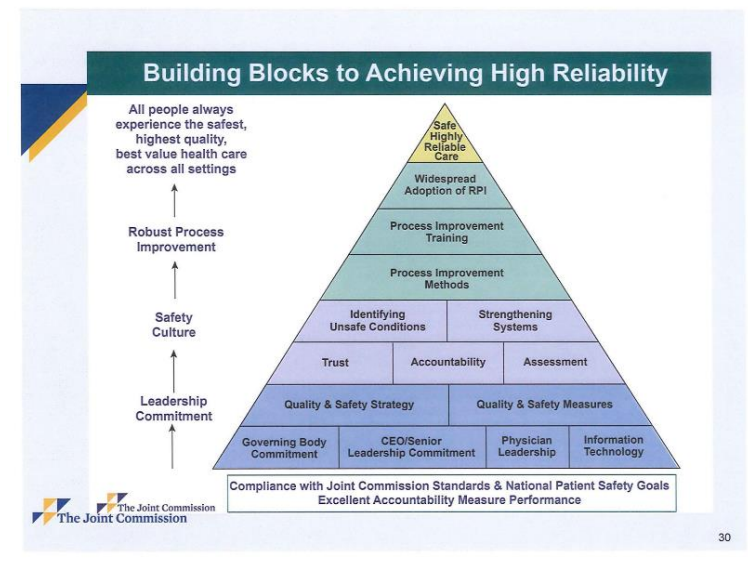 Building Blocks to Achieving High Reliability
All people always
experience the safest,
highest quality,
best value health care
across all settings
Robust Process
Improvement
Safety
Culture
Leadership
Commitment
Safe
Highly
Reliable
Care
Widespread
Adoption of RPI
Process Improvement
Training
Process Improvement
Methods
Identifying
Unsafe Conditions
Strengthening
Systems
Trust
Accountability
Assessment
Quality & Safety Strategy
Quality & Safety Measures
Governing Body
Commitment
CEO/Senior
Leadership Commitment
Physician
Leadership
Information
Technology
Compliance with Joint Commission Standards & National Patient Safety Goals
Excellent Accountability Measure Performance
The Joint Commission
The Joint Commission
30